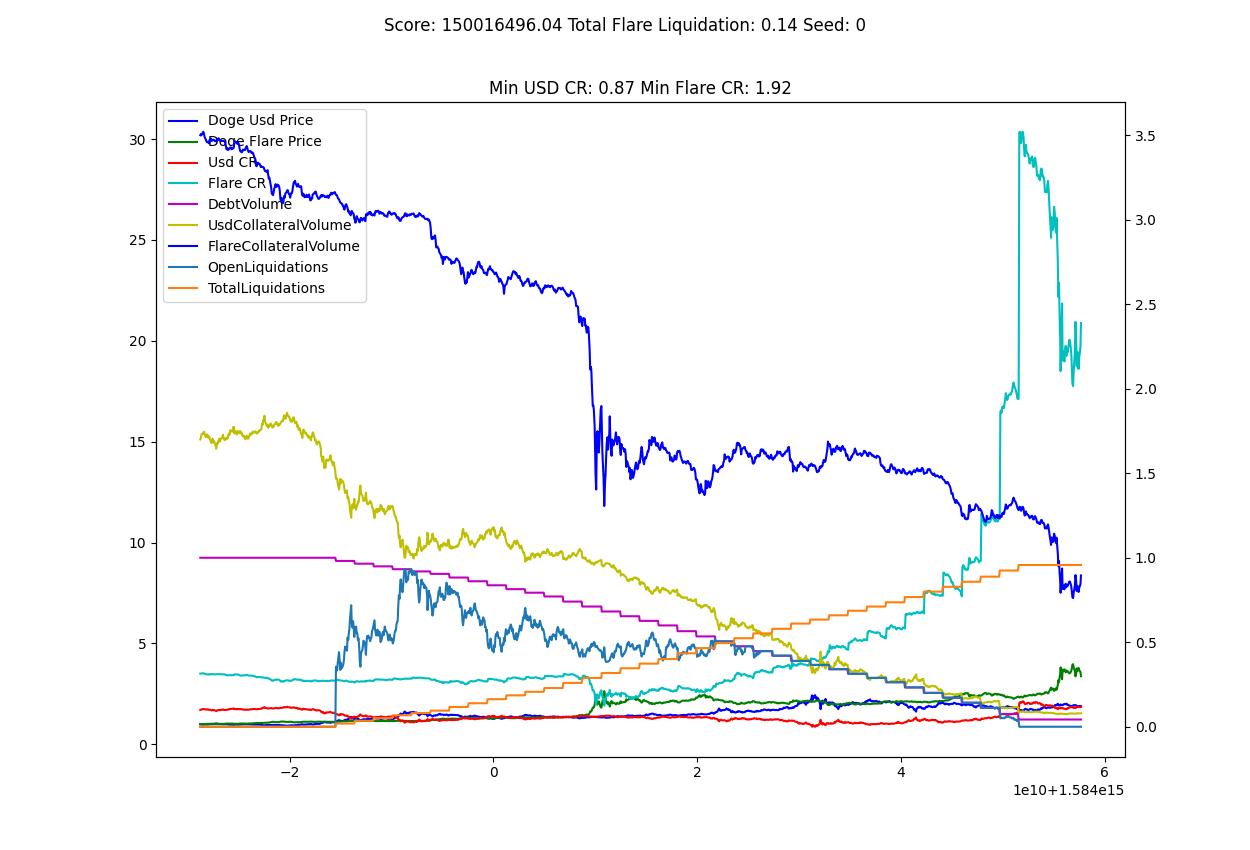 Score: 150016496.04 Total Flare Liquidation: 0.14 Seed: 0
Min USD CR: 0.87 Min Flare CR: 1.92
Doge Usd Price
Doge Flare Price
Usd CR
Flare CR
DebtVolume
UsdCollateralVolume
FlareCollateralVolume
OpenLiquidations
TotalLiquidations
30
25
20
15
10
5
0
3.5
3.0
2.5
2.0
1.5
1.0
0.5
0.0
−2 0 2 4 6
1e10+1.584e15